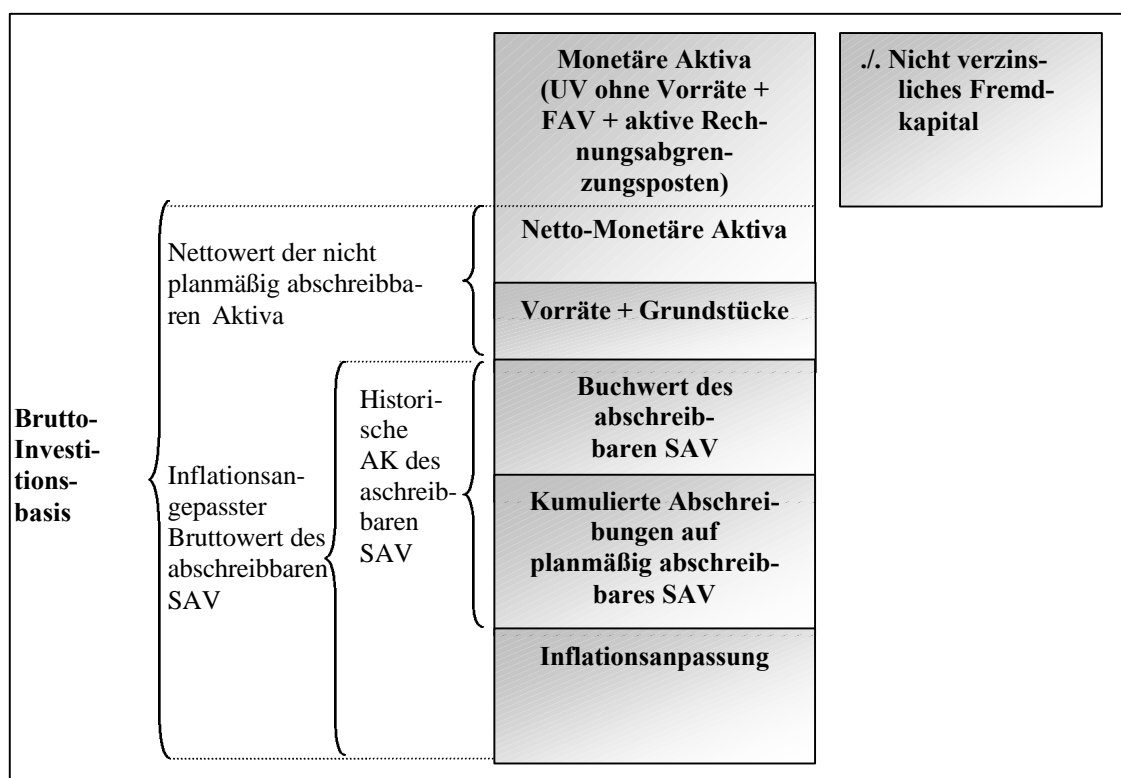 Monetäre Aktiva
(UV ohne Vorräte +
FAV + aktive Rech-
nungsabgren-
zungsposten)
./. Nicht verzins-
liches Fremd-
kapital
Netto-Monetäre Aktiva
Nettowert der nicht
planmäßig abschreibba-
ren Aktiva
Vorräte + Grundstücke
Brutto-
Investi-
tions-
basis
Inflationsan-
gepasster
Bruttowert des
abschreibbaren
SAV
Histori-
sche
AK des
aschreib-
baren
SAV
Buchwert des
abschreib-
baren SAV
Kumulierte Abschrei-
bungen auf
planmäßig abschreib-
bares SAV
Inflationsanpassung